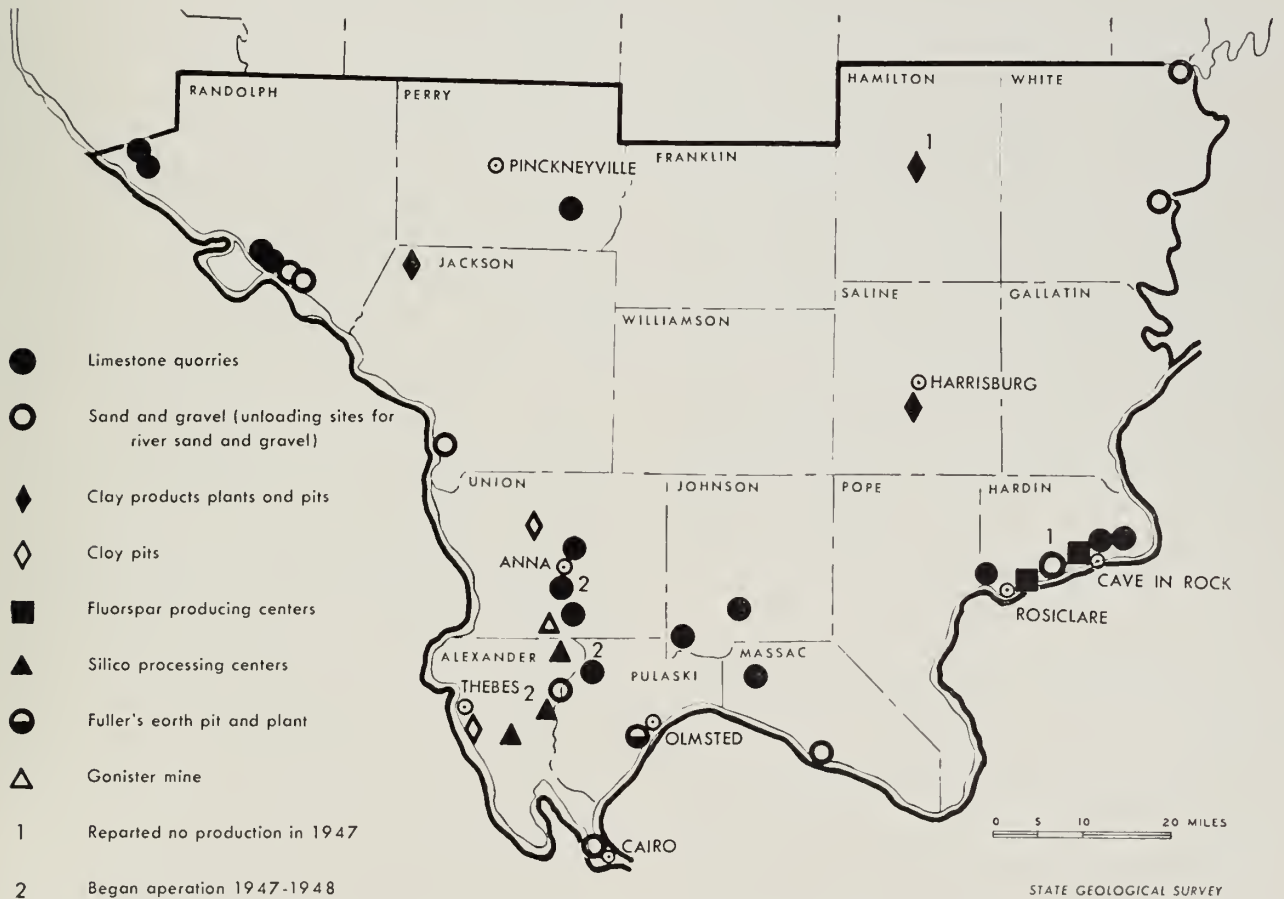 RANDOLPH
PERRY
HAMILTON
WHITE
1
PINCKNEYVILLE
FRANKLIN
JACKSON
SALINE
GALLATIN
WILLIAMSON
HARRISBURG
Limestone quorries
Sand and gravel (unloading sites for
river sand and gravel)
Clay products plants ond pits
Cloy pits
Fluorspar producing centers
Silico processing centers
Fuller's eorth pit and plant
Gonister mine
1 Reparted no production in 1947
2 Began aperation 1947-1948
UNION
JOHNSON
POPE
HARDIN
1
ANNA
2
CAVE IN ROCK
ROSICLARE
ALEXANDER
2
PULASKI
MASSAC
THEBES
2
OLMSTED
CAIRO
0 5 10 20 MILES
STATE GEOLOGICAL SURVEY